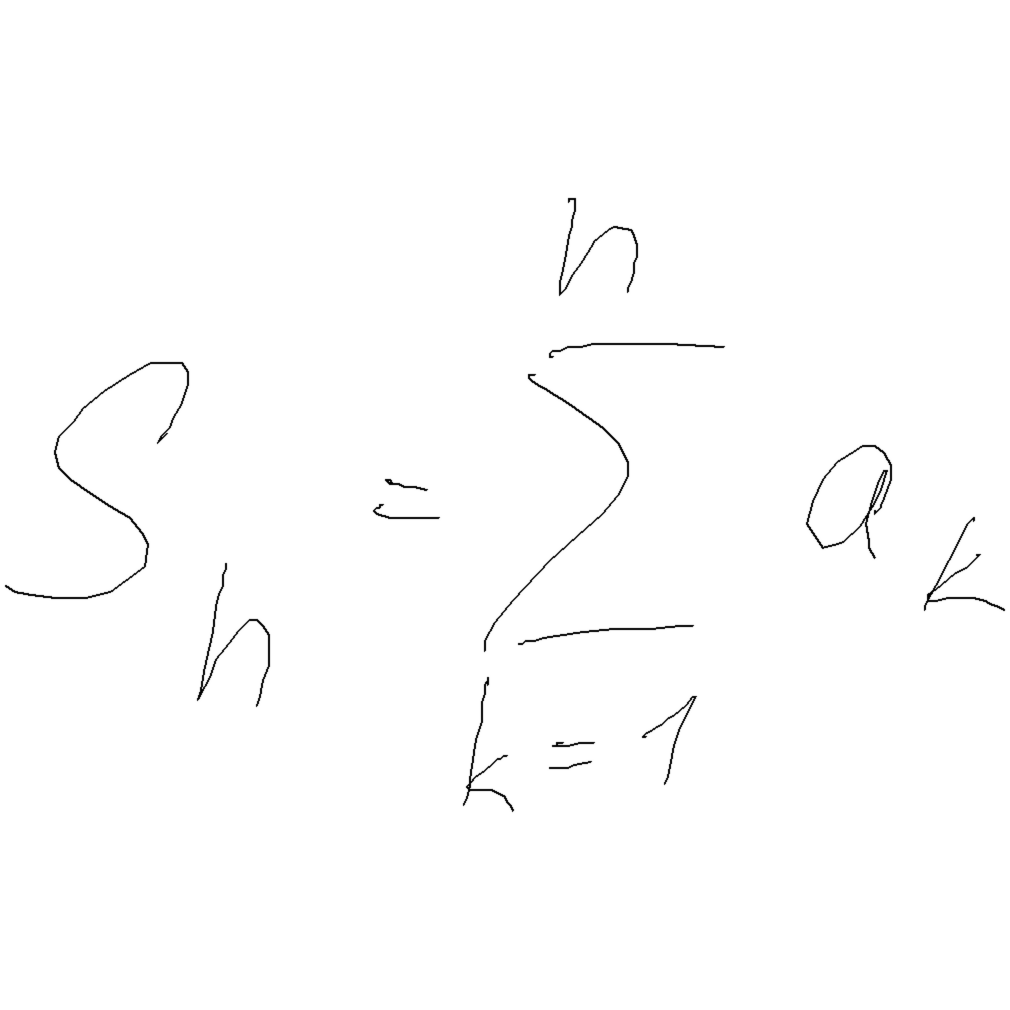 S_n = \sum_{k=1}^{n} a_k